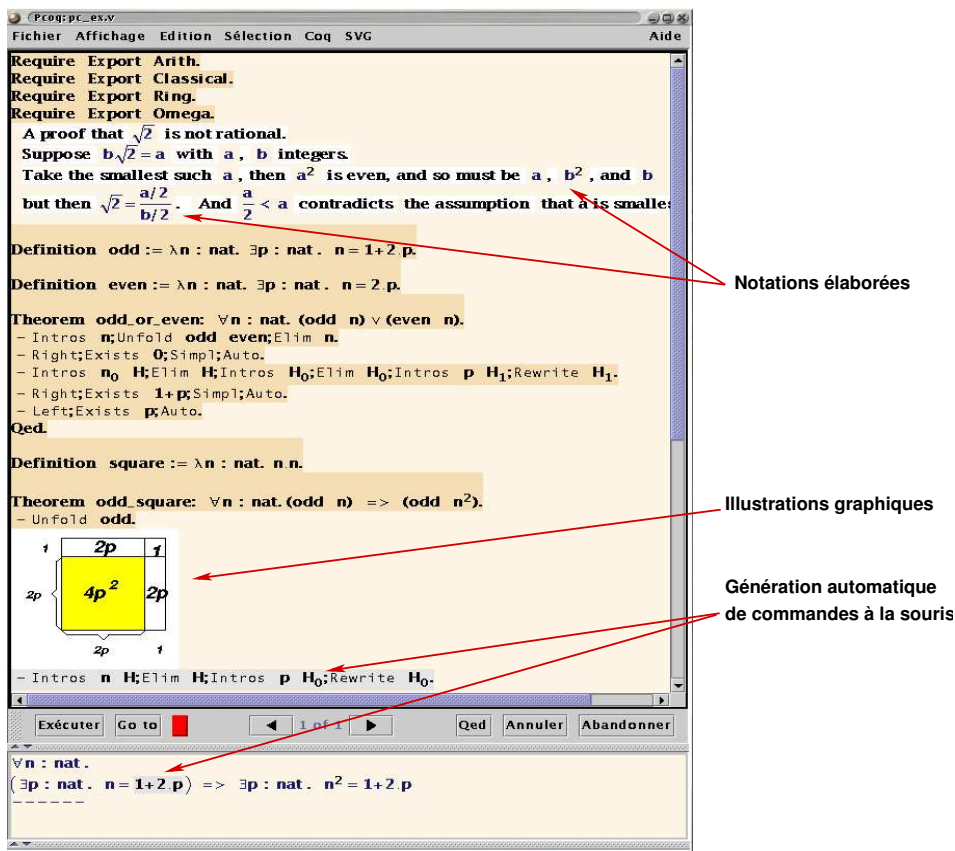 Pcoq: pc_ex.v
Fichier Affichage Edition Sélection Coq SVG Aide
Require Export Arith.
Require Export Classical.
Require Export Ring.
Require Export Omega.
A proof that √2 is not rational.
Suppose b√2 = a with a , b integers.
Take the smallest such a , then a² is even, and so must be a , b² , and b
but then √2 = a/2 / b/2 . And a/2 < a contradicts the assumption that a is smalles
Definition odd := λn : nat. ∃p : nat . n = 1+2.p.
Definition even := λn : nat. ∃p : nat . n = 2.p.
Theorem odd_or_even: ∀n : nat. (odd n) ∨ (even n).
– Intros n;Unfold odd even;Elim n.
– Right;Exists 0;Simpl;Auto.
– Intros n₀ H;Elim H;Intros H₀;Elim H₀;Intros p H₁;Rewrite H₁.
– Right;Exists 1+p;Simpl;Auto.
– Left;Exists p;Auto.
Qed.
Definition square := λn : nat. n.n.
Theorem odd_square: ∀n : nat. (odd n) => (odd n²).
– Unfold odd.
1 2p 1
2p 4p² 2p
2p 1
– Intros n H;Elim H;Intros p H₀;Rewrite H₀.
Exécuter Go to 1 of 1 Qed Annuler Abandonner
∀n : nat .
(∃p : nat . n = 1+2.p) => ∃p : nat . n² = 1+2.p
------
Notations élaborées
Illustrations graphiques
Génération automatique
de commandes à la souris